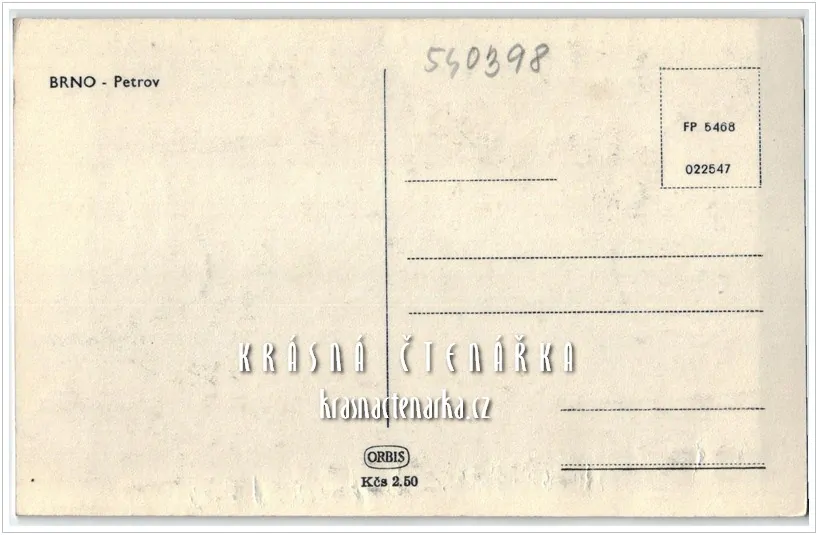 540398
BRNO - Petrov
FP 5468
022547
KRÁSNÁ ČTENÁŘKA
krasnactenarka.cz
ORBIS
Kčs 2.50